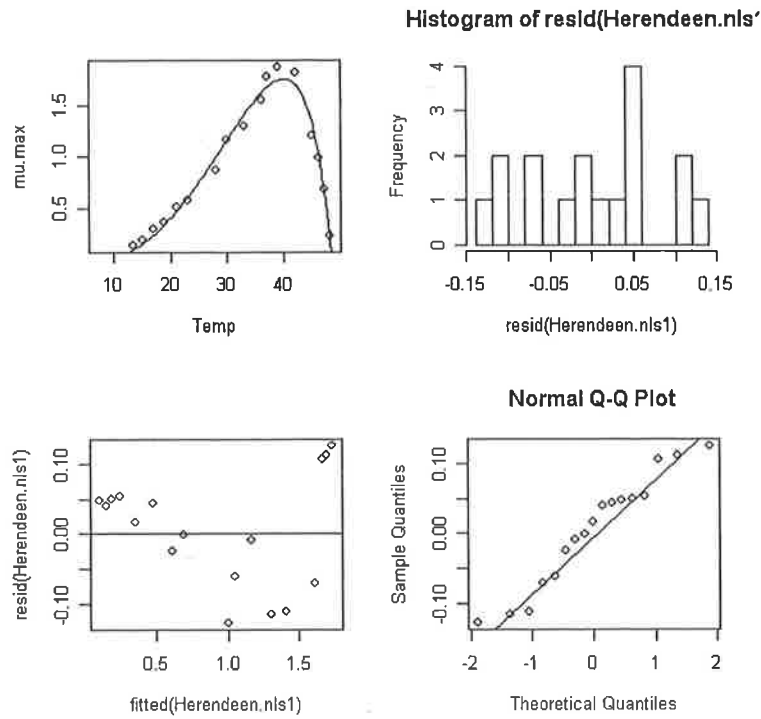 mu.max
0.5 1.0 1.5
10 20 30 40
Temp
Histogram of resid(Herendeen.nls1
Frequency
0 1 2 3 4
-0.15 -0.05 0.05 0.15
resid(Herendeen.nls1)
resid(Herendeen.nls1)
-0.10 0.00 0.10
0.5 1.0 1.5
fitted(Herendeen.nls1)
Normal Q-Q Plot
Sample Quantiles
-0.10 0.00 0.10
-2 -1 0 1 2
Theoretical Quantiles